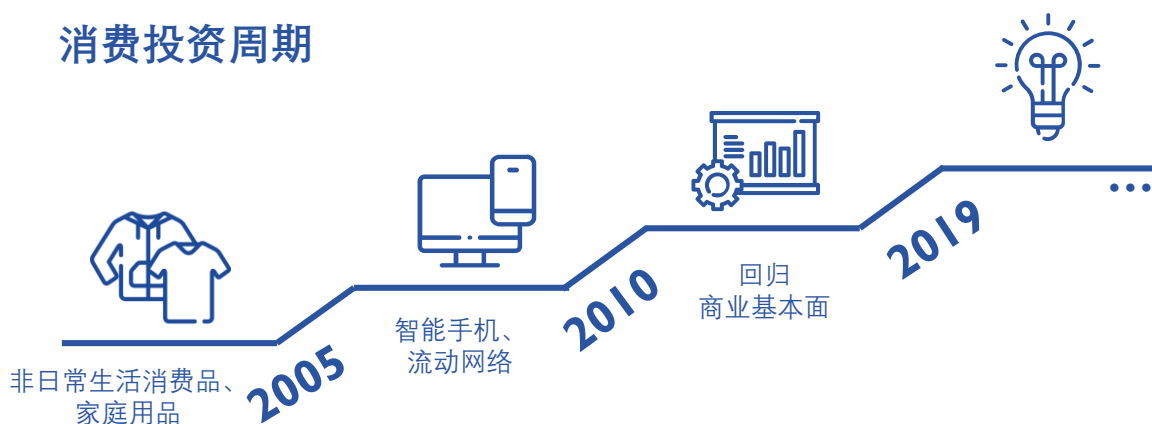 消费投资周期
非日常生活消费品、
家庭用品
2005
智能手机、
流动网络
2010
回归
商业基本面
2019
...